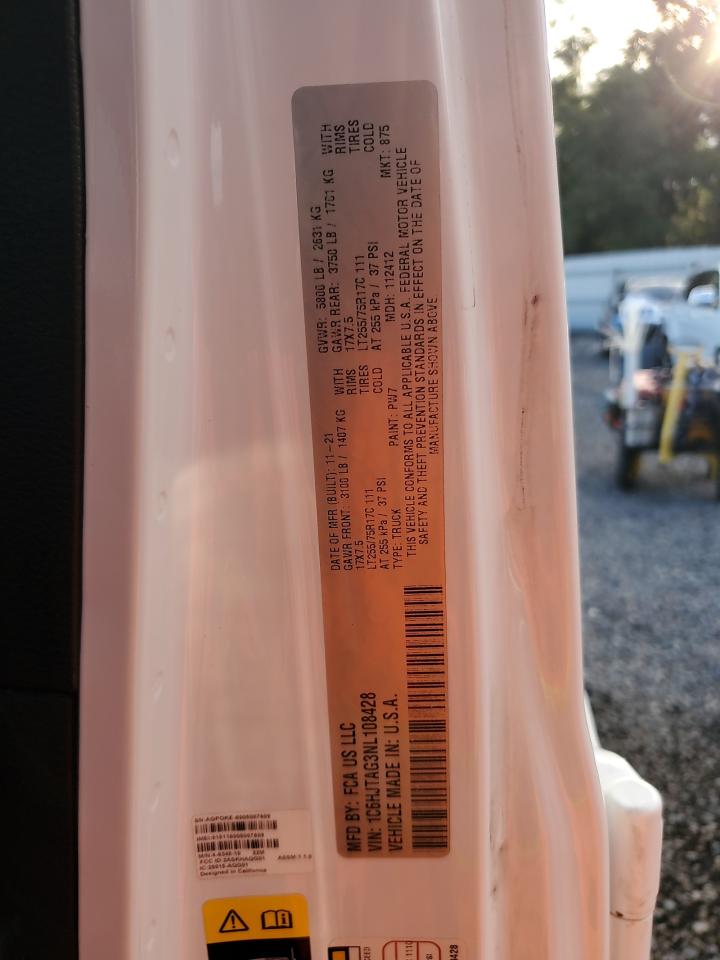 MFD BY: FCA US LLC
VIN: 1C6HJTAG3NL108428
VEHICLE MADE IN: U.S.A.
DATE OF MFR (BUILT): 11-21
GAWR FRONT: 3100 LB / 1407 KG WITH
17X7.5 RIMS
LT255/75R17C 111 TIRES
AT 255 kPa / 37 PSI COLD
GVWR: 5800 LB / 2631 KG
GAWR REAR: 3750 LB / 1701 KG WITH
17X7.5 RIMS
LT255/75R17C 111 TIRES
AT 255 kPa / 37 PSI COLD
TYPE: TRUCK PAINT: PW7 MDH: 112412 MKT: 875
THIS VEHICLE CONFORMS TO ALL APPLICABLE U.S.A. FEDERAL MOTOR VEHICLE
SAFETY AND THEFT PREVENTION STANDARDS IN EFFECT ON THE DATE OF
MANUFACTURE SHOWN ABOVE
ASSM:1.1.0
Designed in California